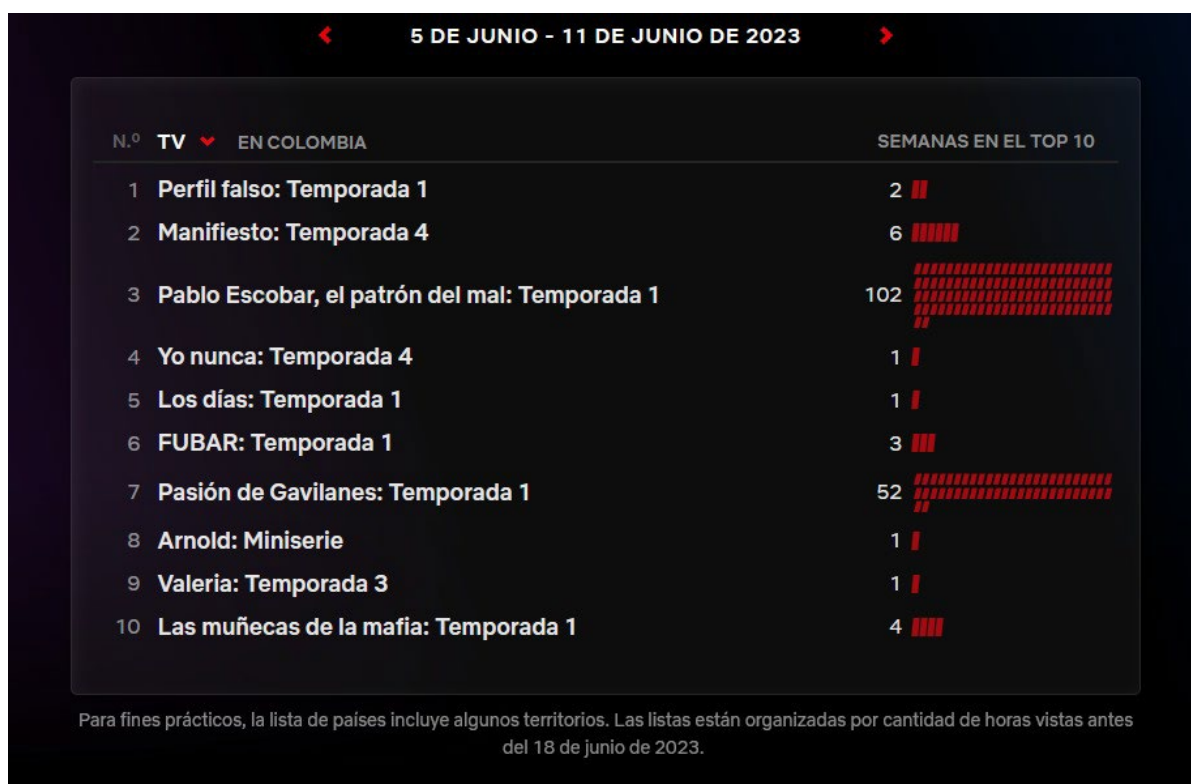 5 DE JUNIO - 11 DE JUNIO DE 2023
N.º TV EN COLOMBIA SEMANAS EN EL TOP 10
1 Perfil falso: Temporada 1 2
2 Manifiesto: Temporada 4 6
3 Pablo Escobar, el patrón del mal: Temporada 1 102
4 Yo nunca: Temporada 4 1
5 Los días: Temporada 1 1
6 FUBAR: Temporada 1 3
7 Pasión de Gavilanes: Temporada 1 52
8 Arnold: Miniserie 1
9 Valeria: Temporada 3 1
10 Las muñecas de la mafia: Temporada 1 4
Para fines prácticos, la lista de países incluye algunos territorios. Las listas están organizadas por cantidad de horas vistas antes
del 18 de junio de 2023.